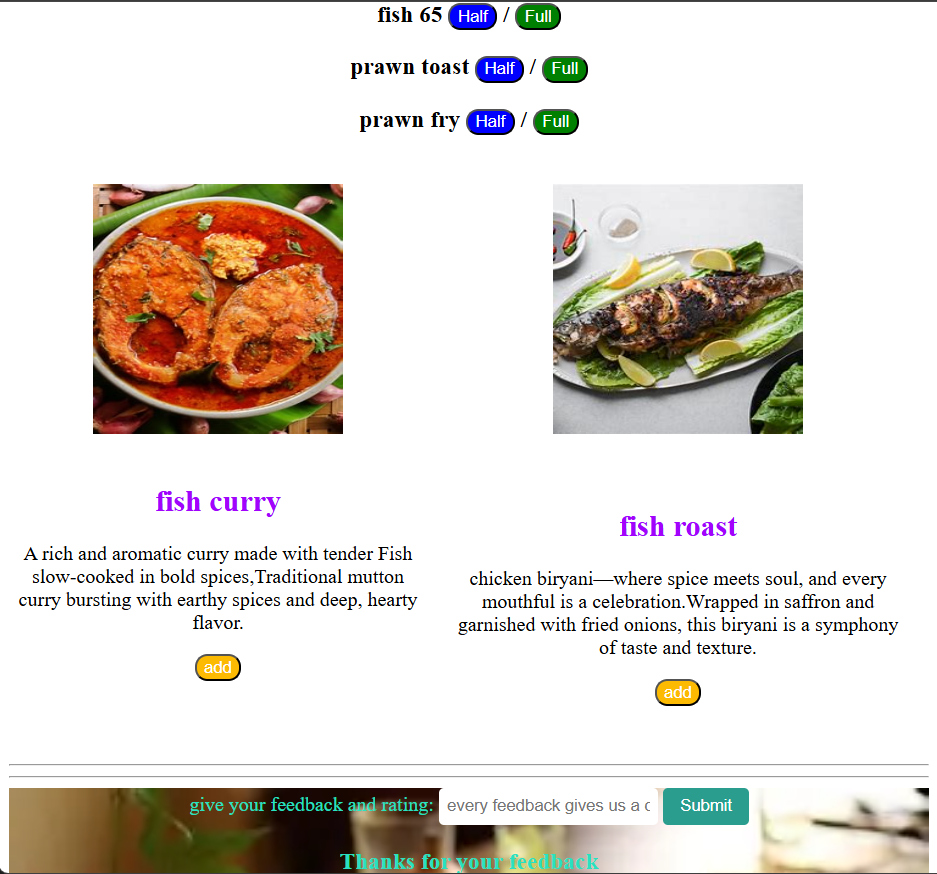 fish 65 Half / Full
prawn toast Half / Full
prawn fry Half / Full
fish curry
A rich and aromatic curry made with tender Fish
slow-cooked in bold spices,Traditional mutton
curry bursting with earthy spices and deep, hearty
flavor.
add
fish roast
chicken biryani—where spice meets soul, and every
mouthful is a celebration.Wrapped in saffron and
garnished with fried onions, this biryani is a symphony
of taste and texture.
add
give your feedback and rating: every feedback gives us a c Submit
Thanks for your feedback